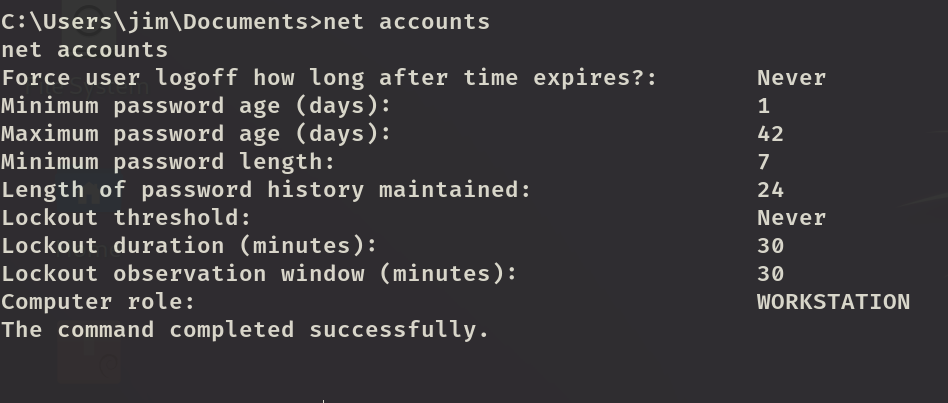 C:\Users\jim\Documents>net accounts
net accounts
Force user logoff how long after time expires?: Never
Minimum password age (days): 1
Maximum password age (days): 42
Minimum password length: 7
Length of password history maintained: 24
Lockout threshold: Never
Lockout duration (minutes): 30
Lockout observation window (minutes): 30
Computer role: WORKSTATION
The command completed successfully.